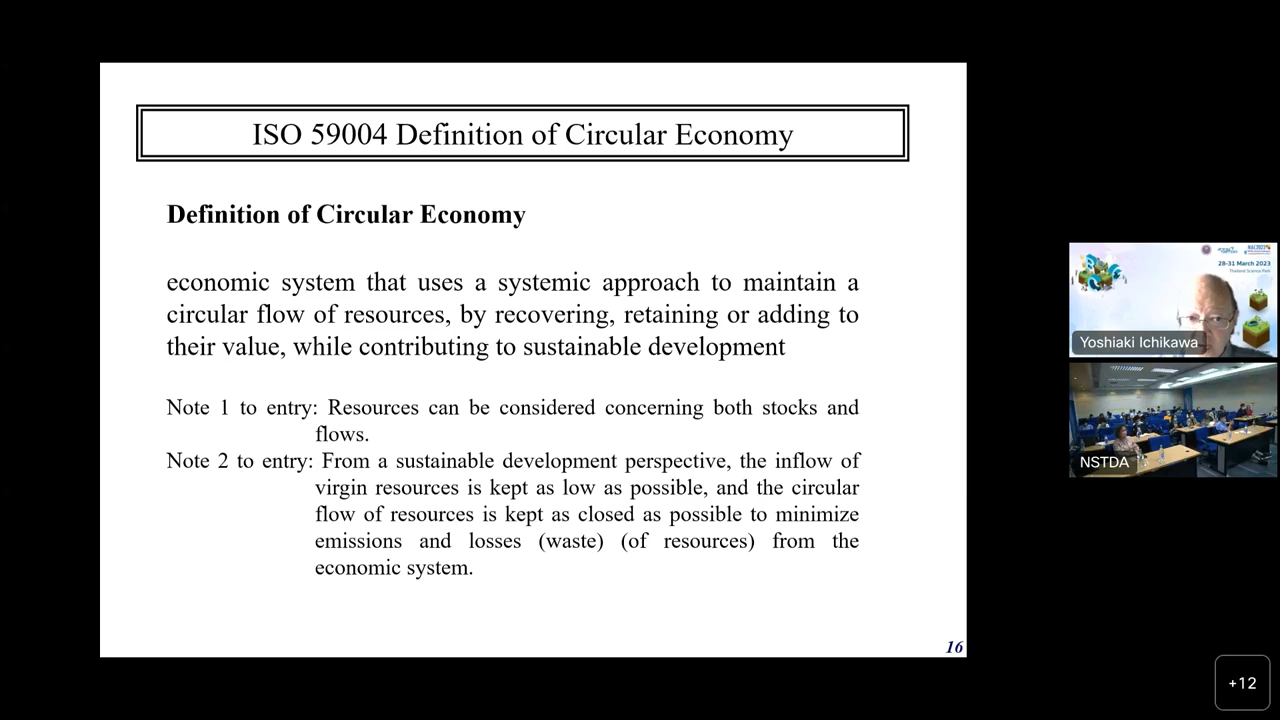 ISO 59004 Definition of Circular Economy
Definition of Circular Economy
economic system that uses a systemic approach to maintain a
circular flow of resources, by recovering, retaining or adding to
their value, while contributing to sustainable development
Note 1 to entry: Resources can be considered concerning both stocks and
flows.
Note 2 to entry: From a sustainable development perspective, the inflow of
virgin resources is kept as low as possible, and the circular
flow of resources is kept as closed as possible to minimize
emissions and losses (waste) (of resources) from the
economic system.
16
28-31 March 2023
Thailand Science Park
Yoshiaki Ichikawa
NSTDA
+12